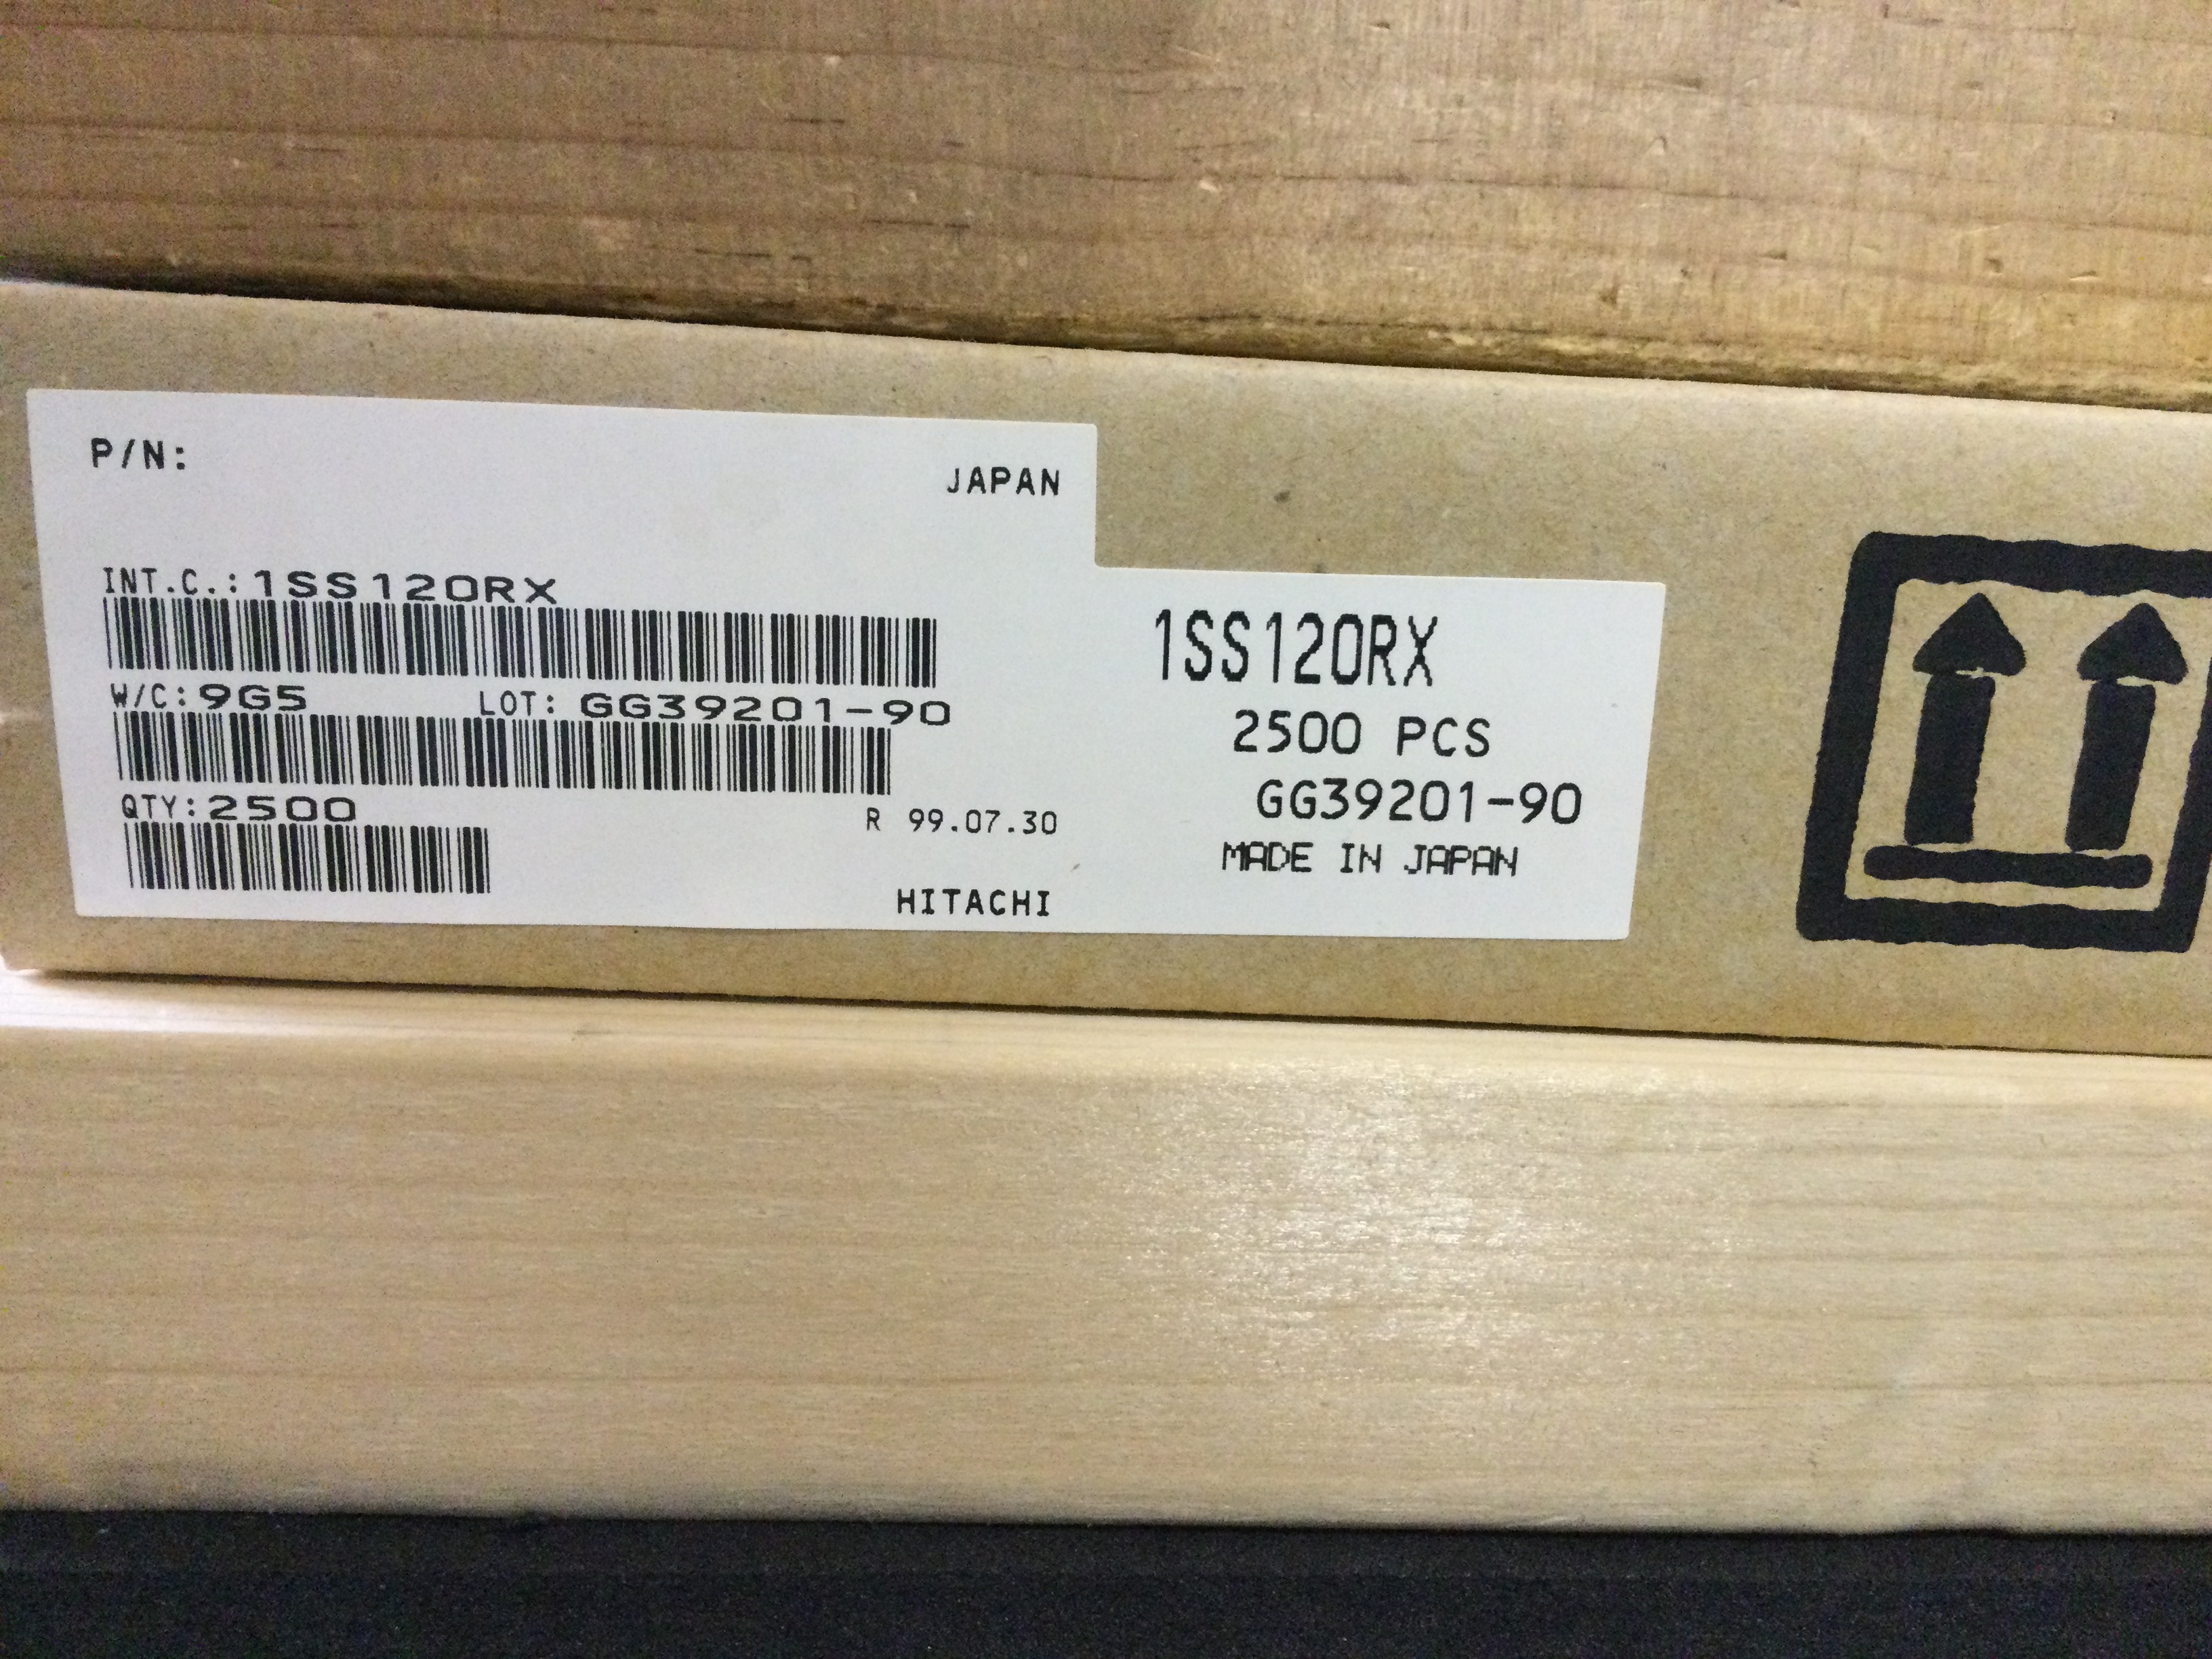 P/N:
JAPAN
INT.C.:1SS120RX
W/C:9G5 LOT: GG39201-90
QTY:2500
R 99.07.30
HITACHI
1SS120RX
2500 PCS
GG39201-90
MADE IN JAPAN